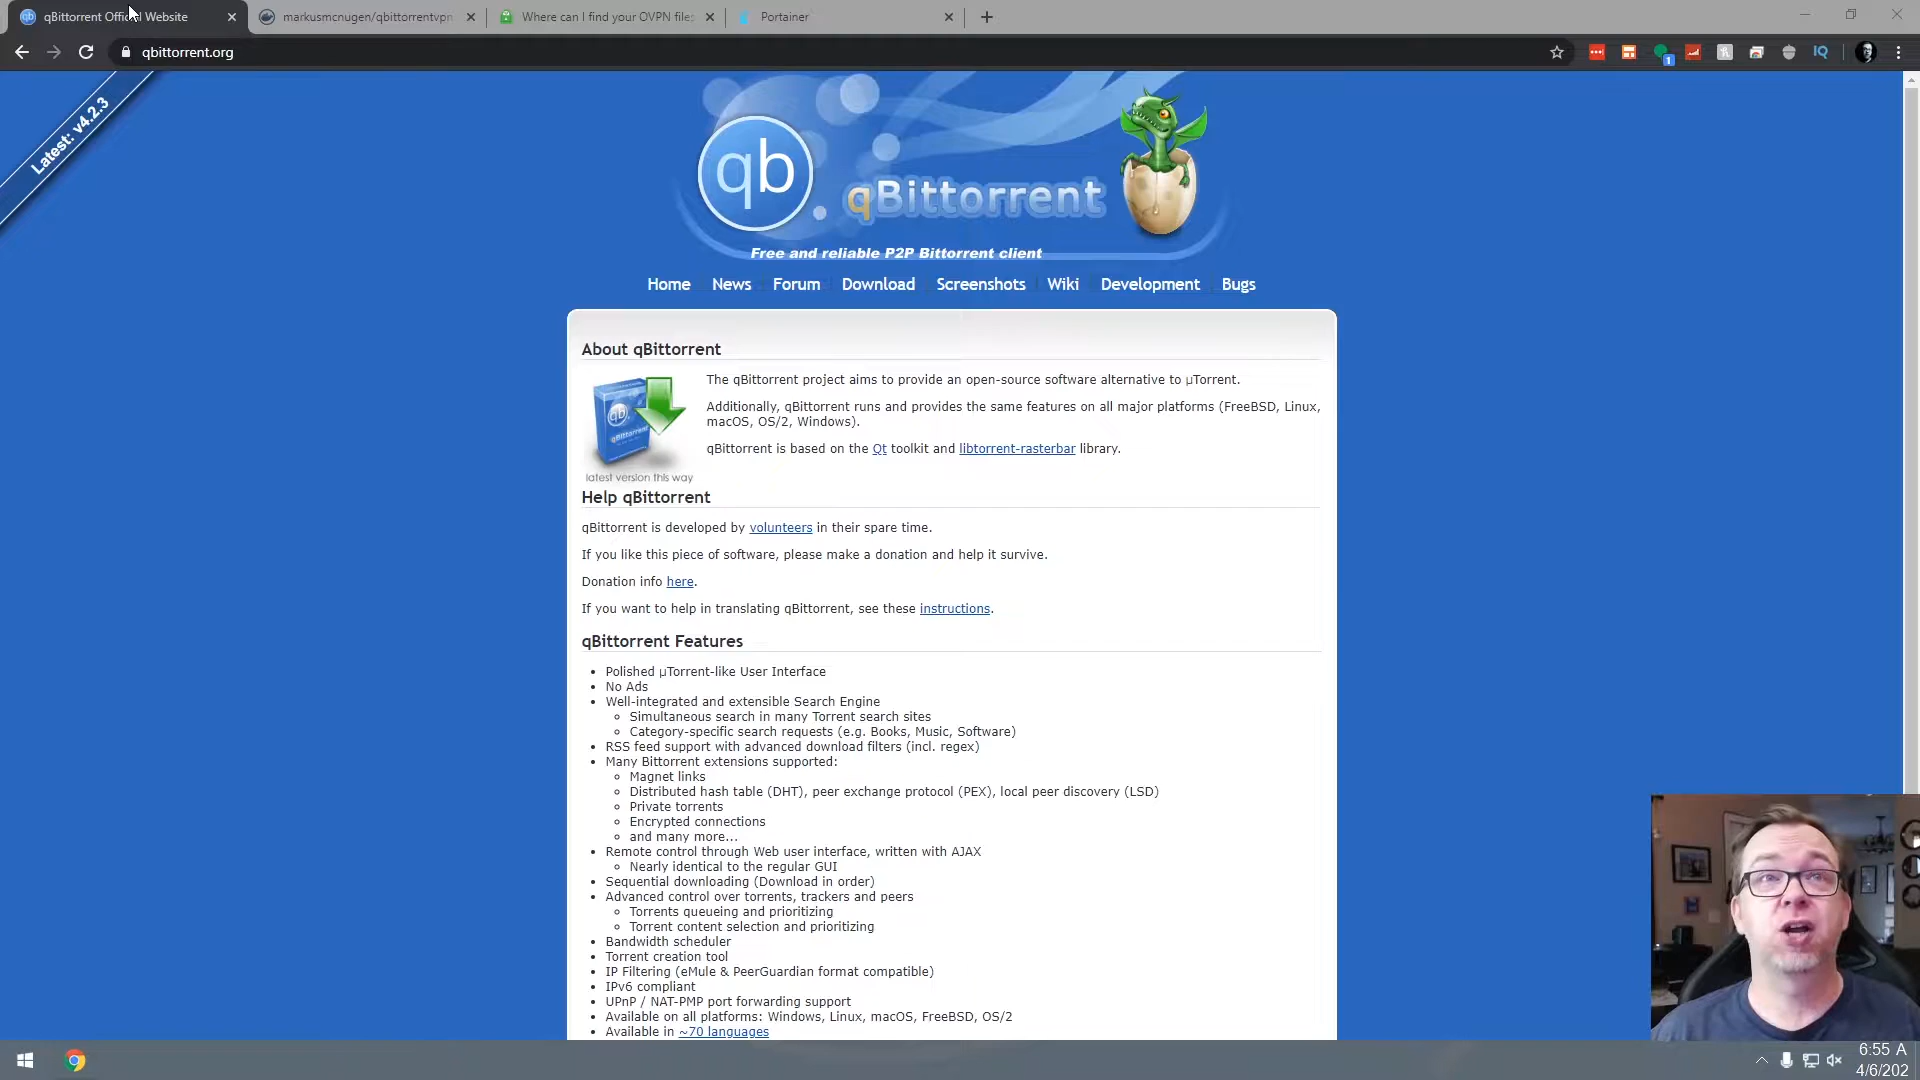 qBittorrent Official Website
markusmcnugen/qbittorrentvpn
Where can I find your OVPN files
Portainer
qbittorrent.org
1
IQ
Latest: v4.2.3
qb
qBittorrent
Free and reliable P2P Bittorrent client
Home News Forum Download Screenshots Wiki Development Bugs
About qBittorrent
The qBittorrent project aims to provide an open-source software alternative to µTorrent.
Additionally, qBittorrent runs and provides the same features on all major platforms (FreeBSD, Linux,
macOS, OS/2, Windows).
qBittorrent is based on the Qt toolkit and libtorrent-rasterbar library.
qb
qBittorrent
latest version this way
Help qBittorrent
qBittorrent is developed by volunteers in their spare time.
If you like this piece of software, please make a donation and help it survive.
Donation info here.
If you want to help in translating qBittorrent, see these instructions.
qBittorrent Features
• Polished µTorrent-like User Interface
• No Ads
• Well-integrated and extensible Search Engine
◦ Simultaneous search in many Torrent search sites
◦ Category-specific search requests (e.g. Books, Music, Software)
• RSS feed support with advanced download filters (incl. regex)
• Many Bittorrent extensions supported:
◦ Magnet links
◦ Distributed hash table (DHT), peer exchange protocol (PEX), local peer discovery (LSD)
◦ Private torrents
◦ Encrypted connections
◦ and many more...
• Remote control through Web user interface, written with AJAX
◦ Nearly identical to the regular GUI
• Sequential downloading (Download in order)
• Advanced control over torrents, trackers and peers
◦ Torrents queueing and prioritizing
◦ Torrent content selection and prioritizing
• Bandwidth scheduler
• Torrent creation tool
• IP Filtering (eMule & PeerGuardian format compatible)
• IPv6 compliant
• UPnP / NAT-PMP port forwarding support
• Available on all platforms: Windows, Linux, macOS, FreeBSD, OS/2
• Available in ~70 languages
6:55 A
4/6/202